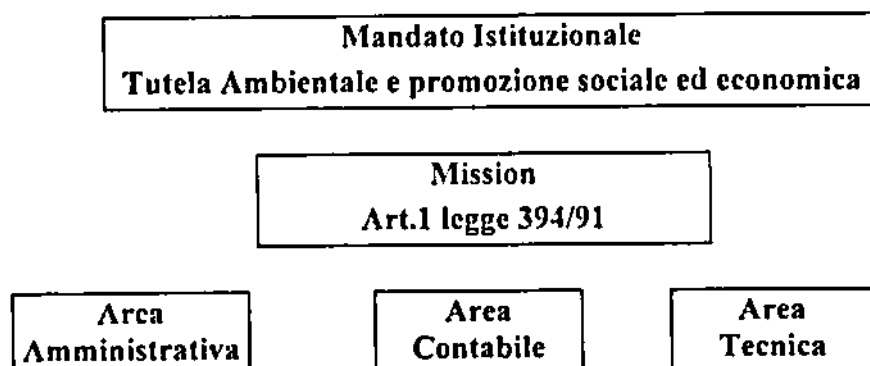 Mandato Istituzionale
Tutela Ambientale e promozione sociale ed economica
Mission
Art.1 legge 394/91
Area
Amministrativa
Area
Contabile
Area
Tecnica